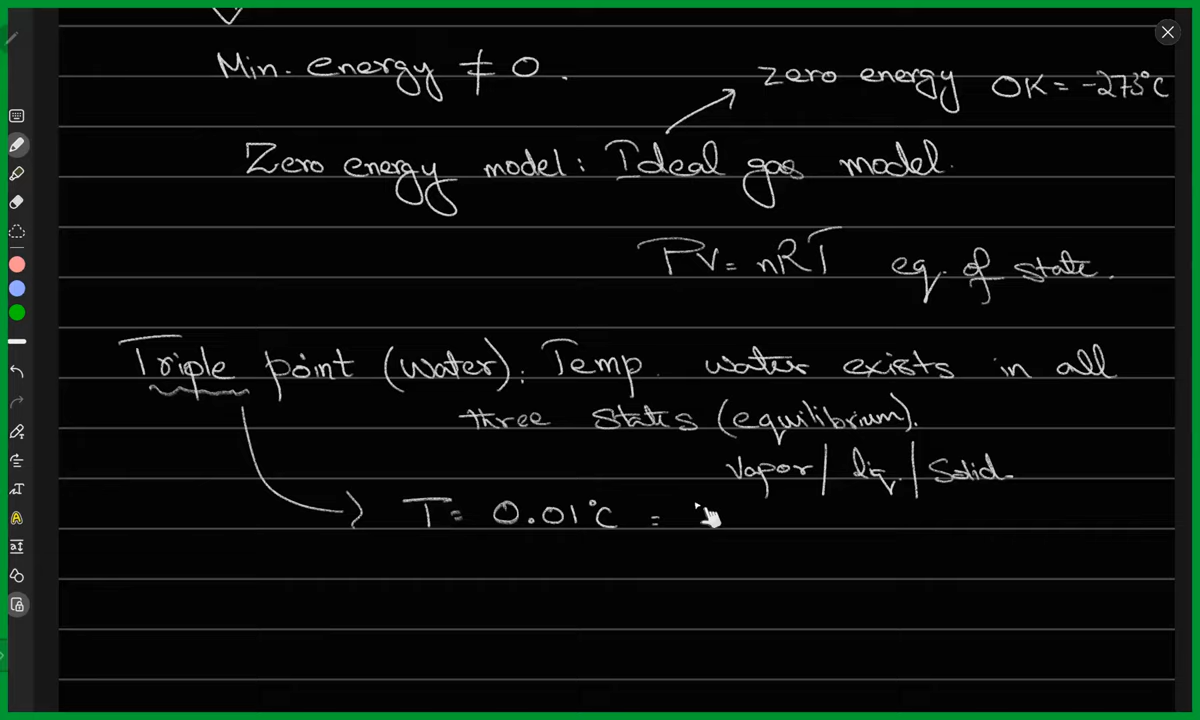 Min. energy ≠ 0.
zero energy 0K = -273°C
Zero energy model: Ideal gas model.
PV = nRT eq. of state.
Triple point (water): Temp. water exists in all
three states (equilibrium).
vapor / liq. / solid.
T = 0.01°C =